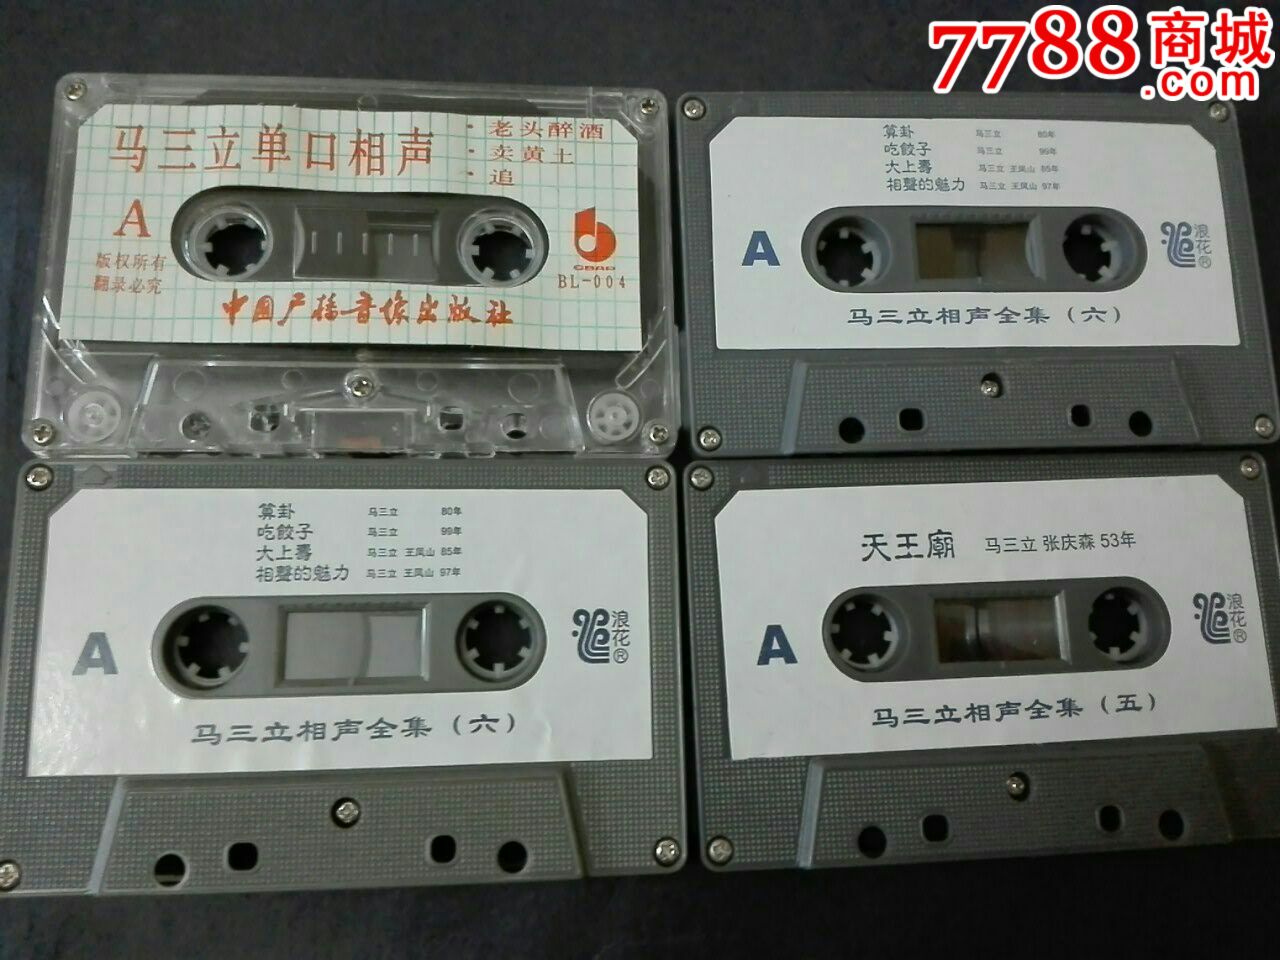 7788商城
.com
马三立单口相声
·老头醉酒
·卖黄土
·追
A
版权所有
翻录必究
CBAP
BL-004
中国广播音像出版社
算卦 马三立 80年
吃餃子 马三立 99年
大上壽 马三立 王凤山 85年
相聲的魅力 马三立 王凤山 97年
A
浪花®
马三立相声全集（六）
算卦 马三立 80年
吃餃子 马三立 99年
大上壽 马三立 王凤山 85年
相聲的魅力 马三立 王凤山 97年
A
浪花®
马三立相声全集（六）
天王廟 马三立 张庆森 53年
A
浪花®
马三立相声全集（五）